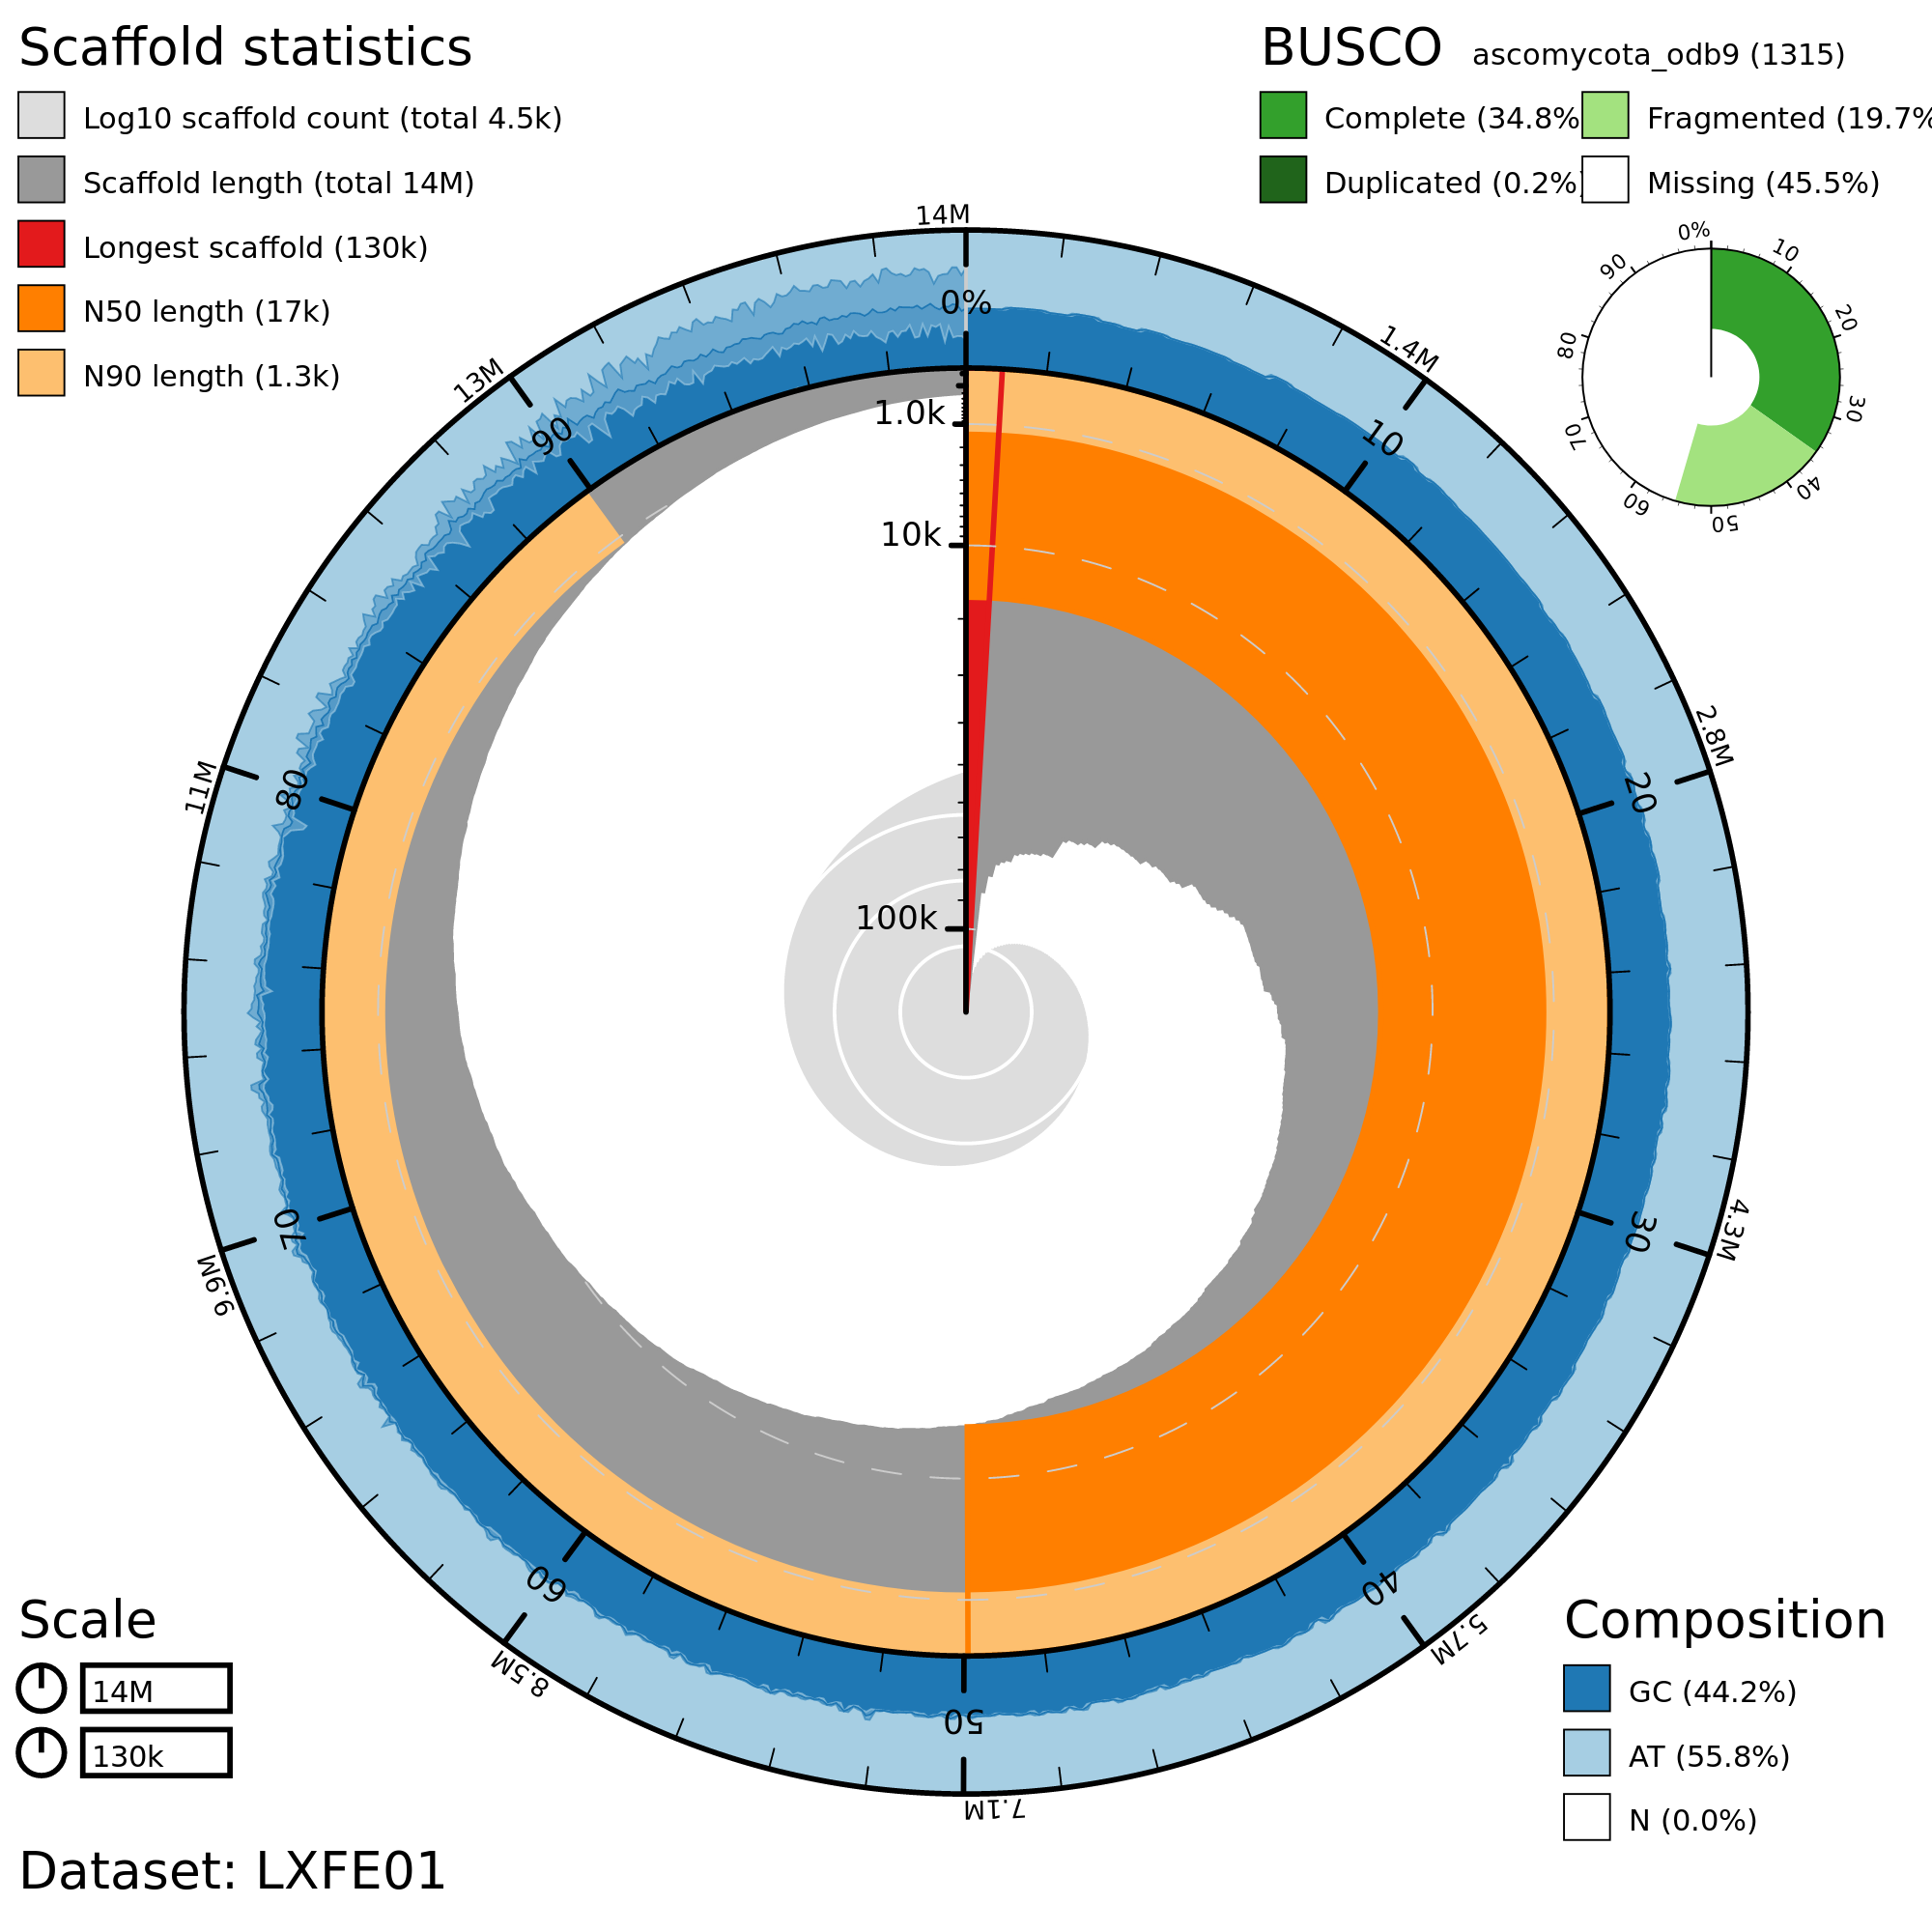 Scaffold statistics
Log10 scaffold count (total 4.5k)
Scaffold length (total 14M)
Longest scaffold (130k)
N50 length (17k)
N90 length (1.3k)
BUSCO ascomycota_odb9 (1315)
Complete (34.8%
Fragmented (19.7%
Duplicated (0.2%)
Missing (45.5%)
0%
10
20
30
40
50
60
70
80
90
14M
1.4M
2.8M
4.3M
5.7M
7.1M
8.5M
9.9M
11M
13M
0%
10
20
30
40
50
60
70
80
90
1.0k
10k
100k
Scale
14M
130k
Composition
GC (44.2%)
AT (55.8%)
N (0.0%)
Dataset: LXFE01